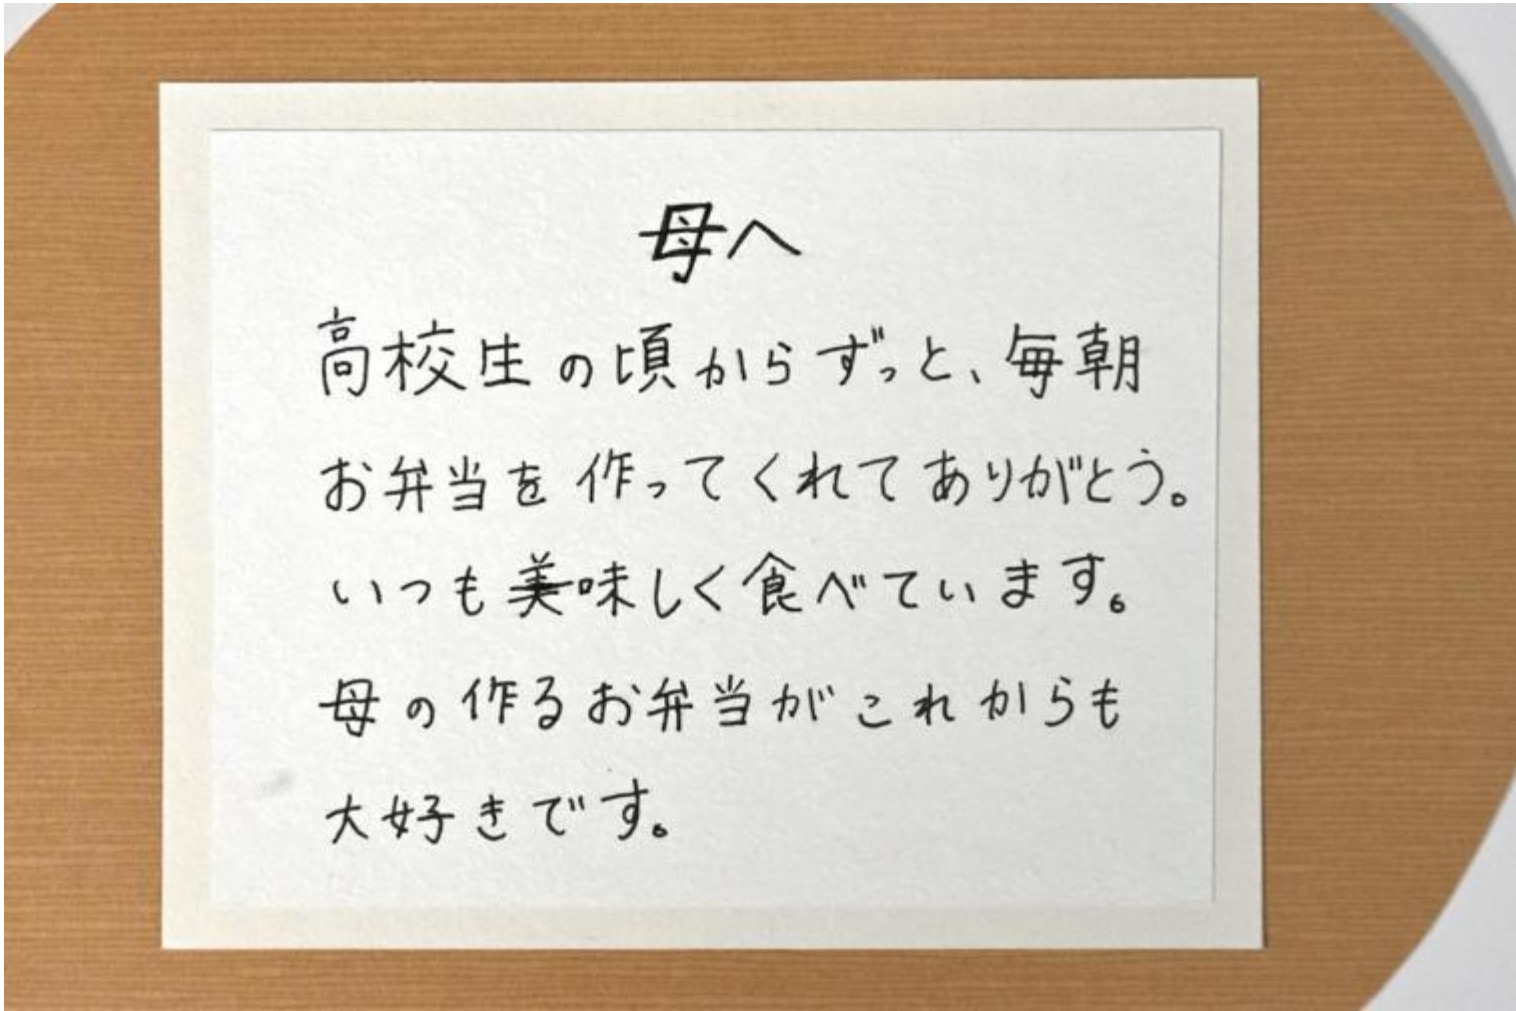 母へ
高校生の頃からずっと、毎朝
お弁当を作ってくれてありがとう。
いつも美味しく食べています。
母の作るお弁当がこれからも
大好きです。